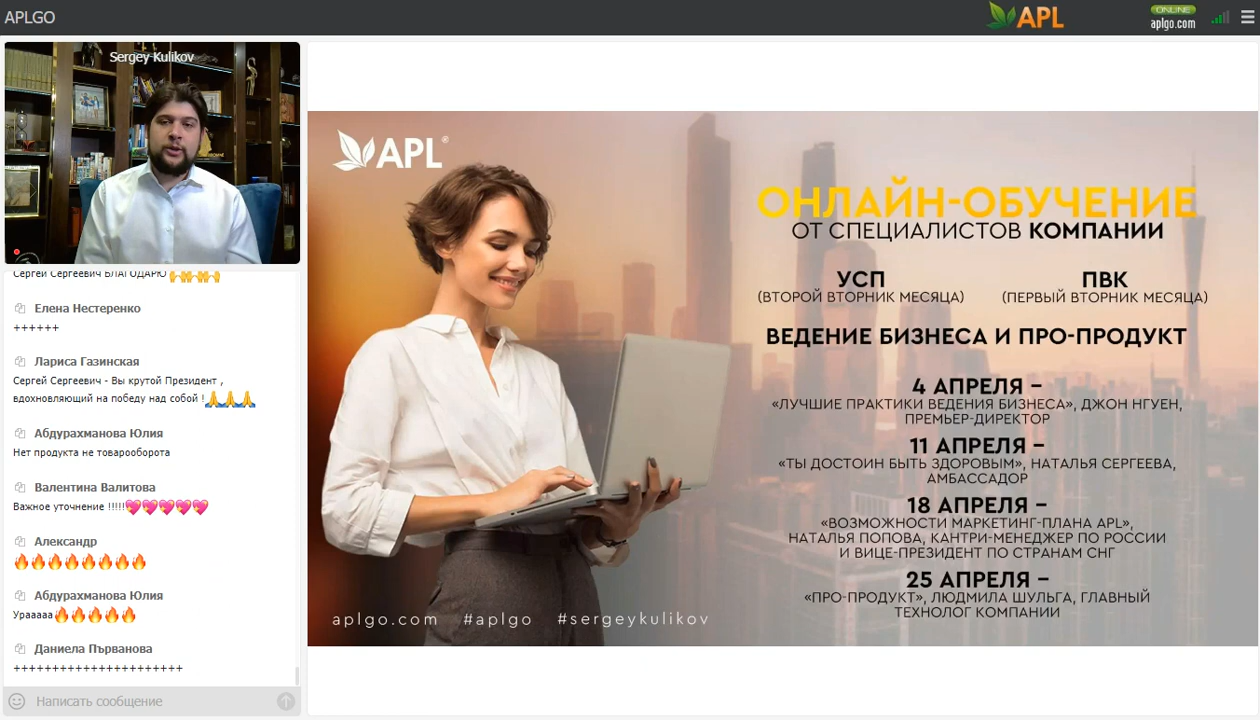 APLGO
APL
ONLINE
aplgo.com
Sergey Kulikov
Сергей Сергеевич БЛАГОДАРЮ 🙌🙌🙌
Елена Нестеренко
++++++
Лариса Газинская
Сергей Сергеевич - Вы крутой Президент ,
вдохновляющий на победу над собой !🙏🙏🙏
Абдурахманова Юлия
Нет продукта не товарооборота
Валентина Валитова
Важное уточнение !!!!!💖💖💖💖💖
Александр
🔥🔥🔥🔥🔥🔥🔥🔥
Абдурахманова Юлия
Урааааа🔥🔥🔥🔥🔥
Даниела Първанова
++++++++++++++++++++++
Написать сообщение
APL®
ОНЛАЙН-ОБУЧЕНИЕ
ОТ СПЕЦИАЛИСТОВ КОМПАНИИ
УСП
(ВТОРОЙ ВТОРНИК МЕСЯЦА)
ПВК
(ПЕРВЫЙ ВТОРНИК МЕСЯЦА)
ВЕДЕНИЕ БИЗНЕСА И ПРО-ПРОДУКТ
4 АПРЕЛЯ –
«ЛУЧШИЕ ПРАКТИКИ ВЕДЕНИЯ БИЗНЕСА», ДЖОН НГУЕН,
ПРЕМЬЕР-ДИРЕКТОР
11 АПРЕЛЯ –
«ТЫ ДОСТОИН БЫТЬ ЗДОРОВЫМ», НАТАЛЬЯ СЕРГЕЕВА,
АМБАССАДОР
18 АПРЕЛЯ –
«ВОЗМОЖНОСТИ МАРКЕТИНГ-ПЛАНА APL»,
НАТАЛЬЯ ПОПОВА, КАНТРИ-МЕНЕДЖЕР ПО РОССИИ
И ВИЦЕ-ПРЕЗИДЕНТ ПО СТРАНАМ СНГ
25 АПРЕЛЯ –
«ПРО-ПРОДУКТ», ЛЮДМИЛА ШУЛЬГА, ГЛАВНЫЙ
ТЕХНОЛОГ КОМПАНИИ
aplgo.com #aplgo #sergeykulikov